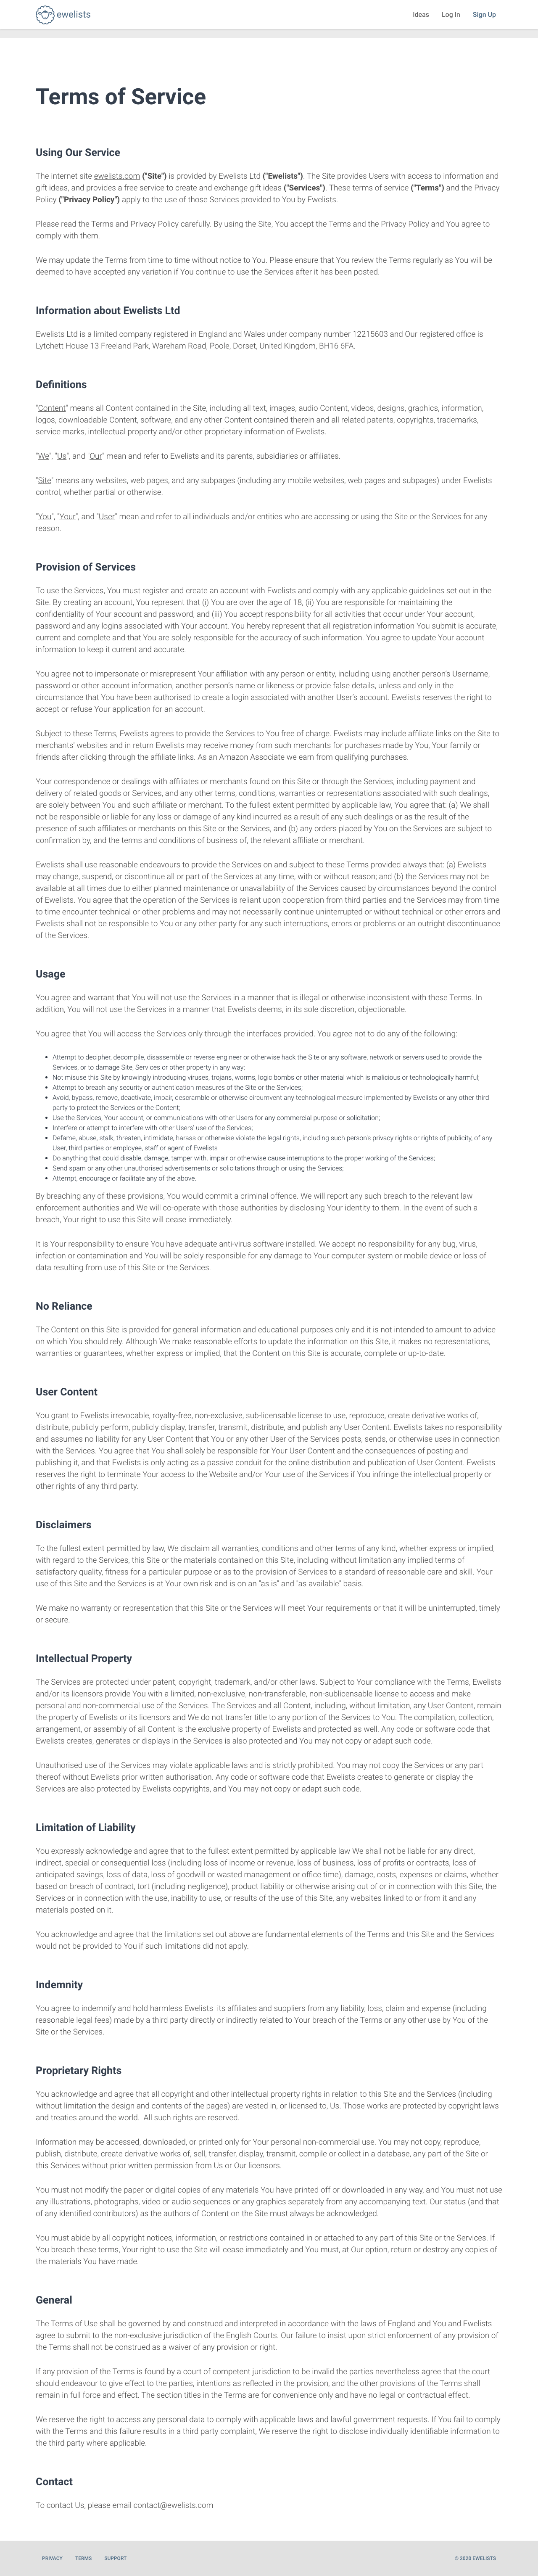 ewelists
Ideas Log In Sign Up
Terms of Service
Using Our Service
The internet site ewelists.com ("Site") is provided by Ewelists Ltd ("Ewelists"). The Site provides Users with access to information and
gift ideas, and provides a free service to create and exchange gift ideas ("Services"). These terms of service ("Terms") and the Privacy
Policy ("Privacy Policy") apply to the use of those Services provided to You by Ewelists.
Please read the Terms and Privacy Policy carefully. By using the Site, You accept the Terms and the Privacy Policy and You agree to
comply with them.
We may update the Terms from time to time without notice to You. Please ensure that You review the Terms regularly as You will be
deemed to have accepted any variation if You continue to use the Services after it has been posted.
Information about Ewelists Ltd
Ewelists Ltd is a limited company registered in England and Wales under company number 12215603 and Our registered office is
Lytchett House 13 Freeland Park, Wareham Road, Poole, Dorset, United Kingdom, BH16 6FA.
Definitions
"Content" means all Content contained in the Site, including all text, images, audio Content, videos, designs, graphics, information,
logos, downloadable Content, software, and any other Content contained therein and all related patents, copyrights, trademarks,
service marks, intellectual property and/or other proprietary information of Ewelists.
"We", "Us", and "Our" mean and refer to Ewelists and its parents, subsidiaries or affiliates.
"Site" means any websites, web pages, and any subpages (including any mobile websites, web pages and subpages) under Ewelists
control, whether partial or otherwise.
"You", "Your", and "User" mean and refer to all individuals and/or entities who are accessing or using the Site or the Services for any
reason.
Provision of Services
To use the Services, You must register and create an account with Ewelists and comply with any applicable guidelines set out in the
Site. By creating an account, You represent that (i) You are over the age of 18, (ii) You are responsible for maintaining the
confidentiality of Your account and password, and (iii) You accept responsibility for all activities that occur under Your account,
password and any logins associated with Your account. You hereby represent that all registration information You submit is accurate,
current and complete and that You are solely responsible for the accuracy of such information. You agree to update Your account
information to keep it current and accurate.
You agree not to impersonate or misrepresent Your affiliation with any person or entity, including using another person's Username,
password or other account information, another person's name or likeness or provide false details, unless and only in the
circumstance that You have been authorised to create a login associated with another User's account. Ewelists reserves the right to
accept or refuse Your application for an account.
Subject to these Terms, Ewelists agrees to provide the Services to You free of charge. Ewelists may include affiliate links on the Site to
merchants' websites and in return Ewelists may receive money from such merchants for purchases made by You, Your family or
friends after clicking through the affiliate links. As an Amazon Associate we earn from qualifying purchases.
Your correspondence or dealings with affiliates or merchants found on this Site or through the Services, including payment and
delivery of related goods or Services, and any other terms, conditions, warranties or representations associated with such dealings,
are solely between You and such affiliate or merchant. To the fullest extent permitted by applicable law, You agree that: (a) We shall
not be responsible or liable for any loss or damage of any kind incurred as a result of any such dealings or as the result of the
presence of such affiliates or merchants on this Site or the Services, and (b) any orders placed by You on the Services are subject to
confirmation by, and the terms and conditions of business of, the relevant affiliate or merchant.
Ewelists shall use reasonable endeavours to provide the Services on and subject to these Terms provided always that: (a) Ewelists
may change, suspend, or discontinue all or part of the Services at any time, with or without reason; and (b) the Services may not be
available at all times due to either planned maintenance or unavailability of the Services caused by circumstances beyond the control
of Ewelists. You agree that the operation of the Services is reliant upon cooperation from third parties and the Services may from time
to time encounter technical or other problems and may not necessarily continue uninterrupted or without technical or other errors and
Ewelists shall not be responsible to You or any other party for any such interruptions, errors or problems or an outright discontinuance
of the Services.
Usage
You agree and warrant that You will not use the Services in a manner that is illegal or otherwise inconsistent with these Terms. In
addition, You will not use the Services in a manner that Ewelists deems, in its sole discretion, objectionable.
You agree that You will access the Services only through the interfaces provided. You agree not to do any of the following:
• Attempt to decipher, decompile, disassemble or reverse engineer or otherwise hack the Site or any software, network or servers used to provide the
Services, or to damage Site, Services or other property in any way;
• Not misuse this Site by knowingly introducing viruses, trojans, worms, logic bombs or other material which is malicious or technologically harmful;
• Attempt to breach any security or authentication measures of the Site or the Services;
• Avoid, bypass, remove, deactivate, impair, descramble or otherwise circumvent any technological measure implemented by Ewelists or any other third
party to protect the Services or the Content;
• Use the Services, Your account, or communications with other Users for any commercial purpose or solicitation;
• Interfere or attempt to interfere with other Users' use of the Services;
• Defame, abuse, stalk, threaten, intimidate, harass or otherwise violate the legal rights, including such person's privacy rights or rights of publicity, of any
User, third parties or employee, staff or agent of Ewelists
• Do anything that could disable, damage, tamper with, impair or otherwise cause interruptions to the proper working of the Services;
• Send spam or any other unauthorised advertisements or solicitations through or using the Services;
• Attempt, encourage or facilitate any of the above.
By breaching any of these provisions, You would commit a criminal offence. We will report any such breach to the relevant law
enforcement authorities and We will co-operate with those authorities by disclosing Your identity to them. In the event of such a
breach, Your right to use this Site will cease immediately.
It is Your responsibility to ensure You have adequate anti-virus software installed. We accept no responsibility for any bug, virus,
infection or contamination and You will be solely responsible for any damage to Your computer system or mobile device or loss of
data resulting from use of this Site or the Services.
No Reliance
The Content on this Site is provided for general information and educational purposes only and it is not intended to amount to advice
on which You should rely. Although We make reasonable efforts to update the information on this Site, it makes no representations,
warranties or guarantees, whether express or implied, that the Content on this Site is accurate, complete or up-to-date.
User Content
You grant to Ewelists irrevocable, royalty-free, non-exclusive, sub-licensable license to use, reproduce, create derivative works of,
distribute, publicly perform, publicly display, transfer, transmit, distribute, and publish any User Content. Ewelists takes no responsibility
and assumes no liability for any User Content that You or any other User of the Services posts, sends, or otherwise uses in connection
with the Services. You agree that You shall solely be responsible for Your User Content and the consequences of posting and
publishing it, and that Ewelists is only acting as a passive conduit for the online distribution and publication of User Content. Ewelists
reserves the right to terminate Your access to the Website and/or Your use of the Services if You infringe the intellectual property or
other rights of any third party.
Disclaimers
To the fullest extent permitted by law, We disclaim all warranties, conditions and other terms of any kind, whether express or implied,
with regard to the Services, this Site or the materials contained on this Site, including without limitation any implied terms of
satisfactory quality, fitness for a particular purpose or as to the provision of Services to a standard of reasonable care and skill. Your
use of this Site and the Services is at Your own risk and is on an "as is" and "as available" basis.
We make no warranty or representation that this Site or the Services will meet Your requirements or that it will be uninterrupted, timely
or secure.
Intellectual Property
The Services are protected under patent, copyright, trademark, and/or other laws. Subject to Your compliance with the Terms, Ewelists
and/or its licensors provide You with a limited, non-exclusive, non-transferable, non-sublicensable license to access and make
personal and non-commercial use of the Services. The Services and all Content, including, without limitation, any User Content, remain
the property of Ewelists or its licensors and We do not transfer title to any portion of the Services to You. The compilation, collection,
arrangement, or assembly of all Content is the exclusive property of Ewelists and protected as well. Any code or software code that
Ewelists creates, generates or displays in the Services is also protected and You may not copy or adapt such code.
Unauthorised use of the Services may violate applicable laws and is strictly prohibited. You may not copy the Services or any part
thereof without Ewelists prior written authorisation. Any code or software code that Ewelists creates to generate or display the
Services are also protected by Ewelists copyrights, and You may not copy or adapt such code.
Limitation of Liability
You expressly acknowledge and agree that to the fullest extent permitted by applicable law We shall not be liable for any direct,
indirect, special or consequential loss (including loss of income or revenue, loss of business, loss of profits or contracts, loss of
anticipated savings, loss of data, loss of goodwill or wasted management or office time), damage, costs, expenses or claims, whether
based on breach of contract, tort (including negligence), product liability or otherwise arising out of or in connection with this Site, the
Services or in connection with the use, inability to use, or results of the use of this Site, any websites linked to or from it and any
materials posted on it.
You acknowledge and agree that the limitations set out above are fundamental elements of the Terms and this Site and the Services
would not be provided to You if such limitations did not apply.
Indemnity
You agree to indemnify and hold harmless Ewelists its affiliates and suppliers from any liability, loss, claim and expense (including
reasonable legal fees) made by a third party directly or indirectly related to Your breach of the Terms or any other use by You of the
Site or the Services.
Proprietary Rights
You acknowledge and agree that all copyright and other intellectual property rights in relation to this Site and the Services (including
without limitation the design and contents of the pages) are vested in, or licensed to, Us. Those works are protected by copyright laws
and treaties around the world. All such rights are reserved.
Information may be accessed, downloaded, or printed only for Your personal non-commercial use. You may not copy, reproduce,
publish, distribute, create derivative works of, sell, transfer, display, transmit, compile or collect in a database, any part of the Site or
this Services without prior written permission from Us or Our licensors.
You must not modify the paper or digital copies of any materials You have printed off or downloaded in any way, and You must not use
any illustrations, photographs, video or audio sequences or any graphics separately from any accompanying text. Our status (and that
of any identified contributors) as the authors of Content on the Site must always be acknowledged.
You must abide by all copyright notices, information, or restrictions contained in or attached to any part of this Site or the Services. If
You breach these terms, Your right to use the Site will cease immediately and You must, at Our option, return or destroy any copies of
the materials You have made.
General
The Terms of Use shall be governed by and construed and interpreted in accordance with the laws of England and You and Ewelists
agree to submit to the non-exclusive jurisdiction of the English Courts. Our failure to insist upon strict enforcement of any provision of
the Terms shall not be construed as a waiver of any provision or right.
If any provision of the Terms is found by a court of competent jurisdiction to be invalid the parties nevertheless agree that the court
should endeavour to give effect to the parties, intentions as reflected in the provision, and the other provisions of the Terms shall
remain in full force and effect. The section titles in the Terms are for convenience only and have no legal or contractual effect.
We reserve the right to access any personal data to comply with applicable laws and lawful government requests. If You fail to comply
with the Terms and this failure results in a third party complaint, We reserve the right to disclose individually identifiable information to
the third party where applicable.
Contact
To contact Us, please email contact@ewelists.com
PRIVACY TERMS SUPPORT © 2020 EWELISTS